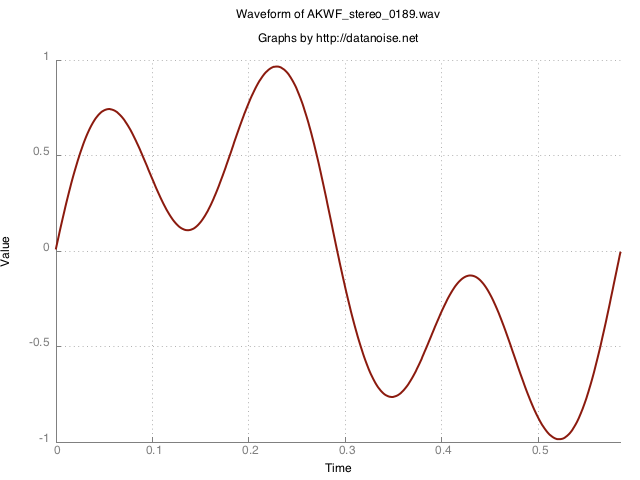 Waveform of AKWF_stereo_0189.wav
Graphs by http://datanoise.net
1
0.5
0
-0.5
-1
Value
0 0.1 0.2 0.3 0.4 0.5
Time